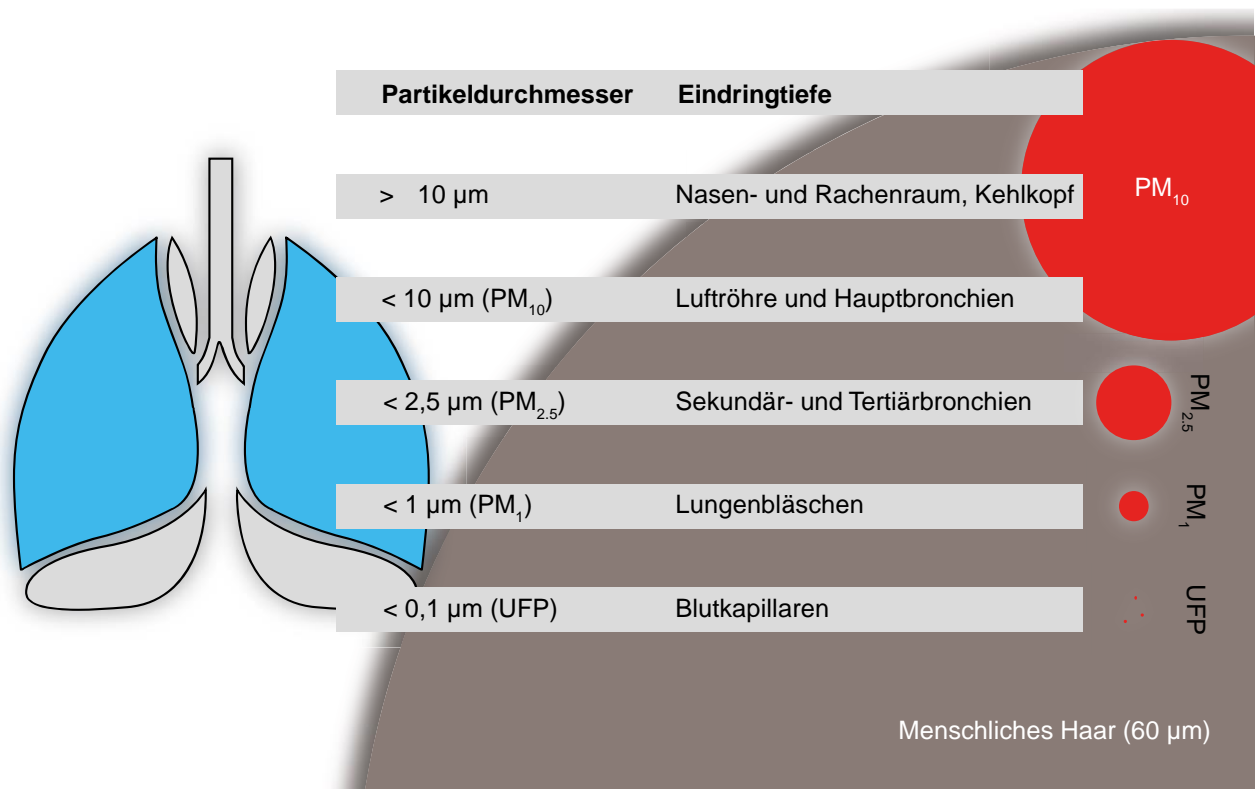 Partikeldurchmesser Eindringtiefe
> 10 µm Nasen- und Rachenraum, Kehlkopf
PM₁₀
< 10 µm (PM₁₀) Luftröhre und Hauptbronchien
< 2,5 µm (PM₂.₅) Sekundär- und Tertiärbronchien
PM₂.₅
< 1 µm (PM₁) Lungenbläschen
PM₁
< 0,1 µm (UFP) Blutkapillaren
UFP
Menschliches Haar (60 µm)